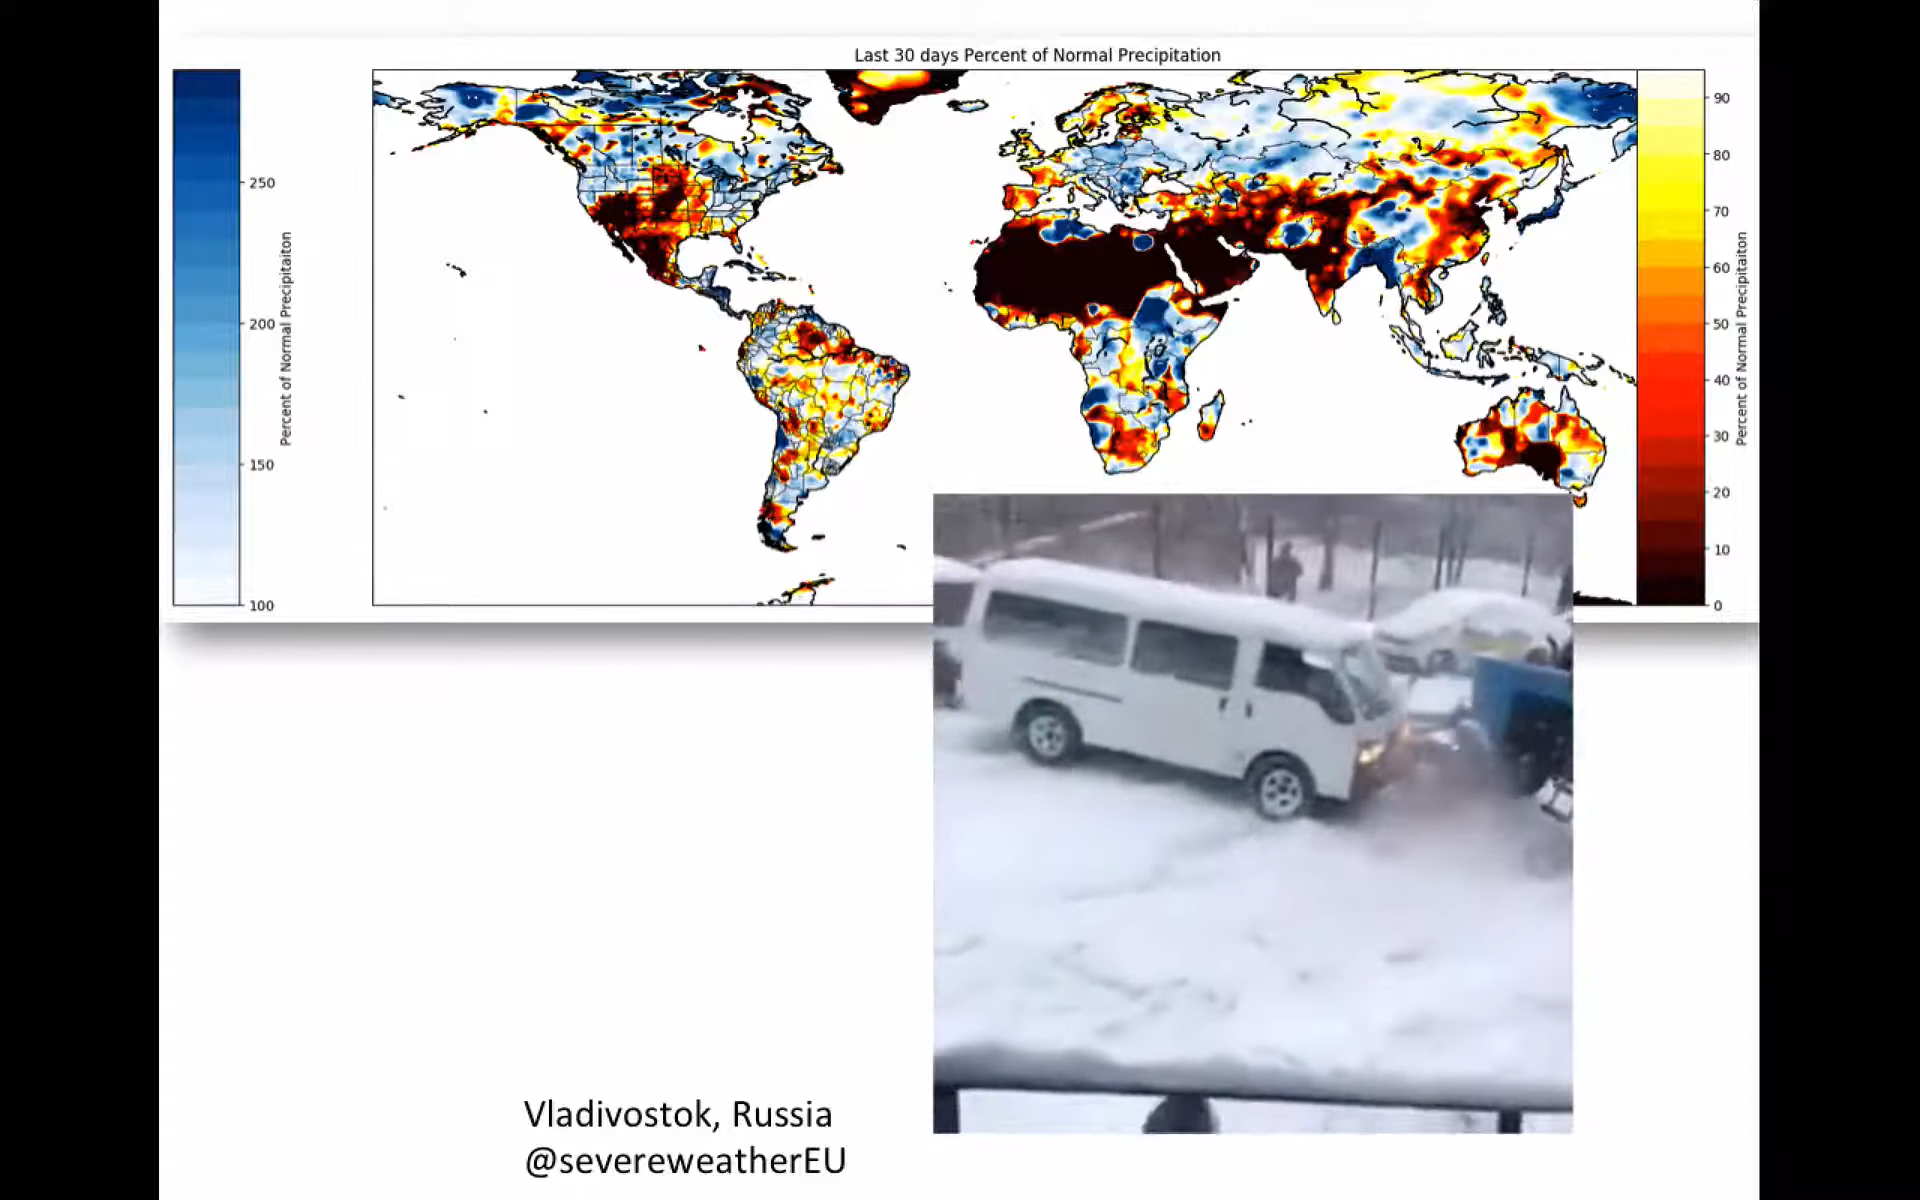 Last 30 days Percent of Normal Precipitation
250
200
150
100
Percent of Normal Precipitaiton
90
80
70
60
50
40
30
20
10
0
Percent of Normal Precipitaiton
Vladivostok, Russia
@severeweatherEU